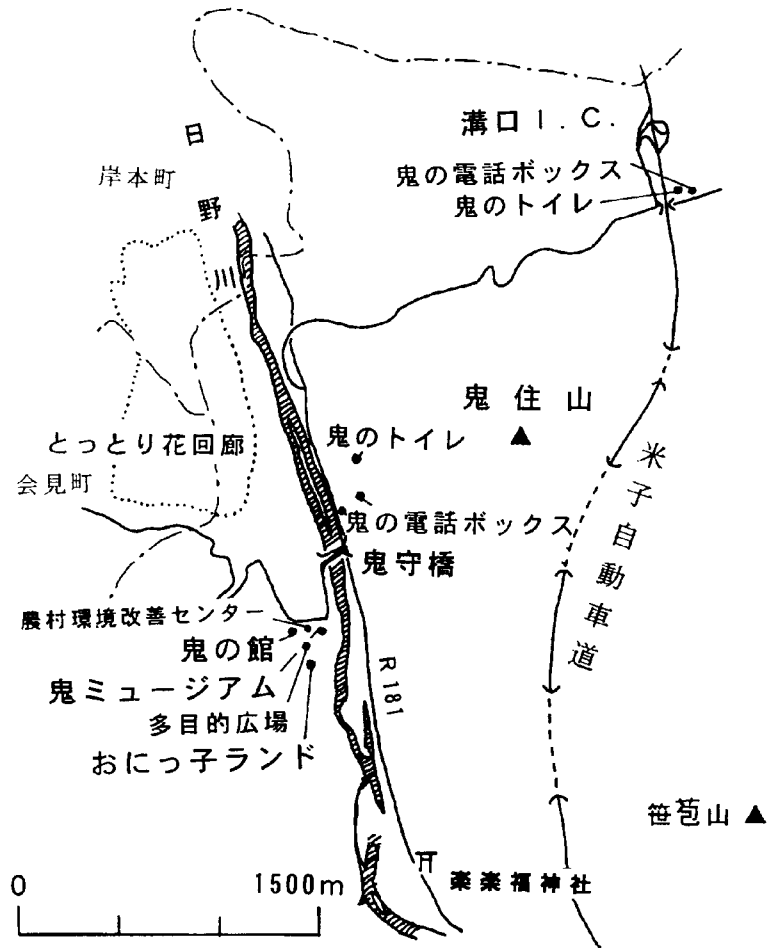 溝口I.C.
日野川
岸本町
鬼の電話ボックス
鬼のトイレ
鬼住山
鬼のトイレ
とっとり花回廊
会見町
米子自動車道
鬼の電話ボックス
鬼守橋
農村環境改善センター
鬼の館
鬼ミュージアム
多目的広場
おにっ子ランド
R181
笹苞山
0
1500m
楽楽福神社